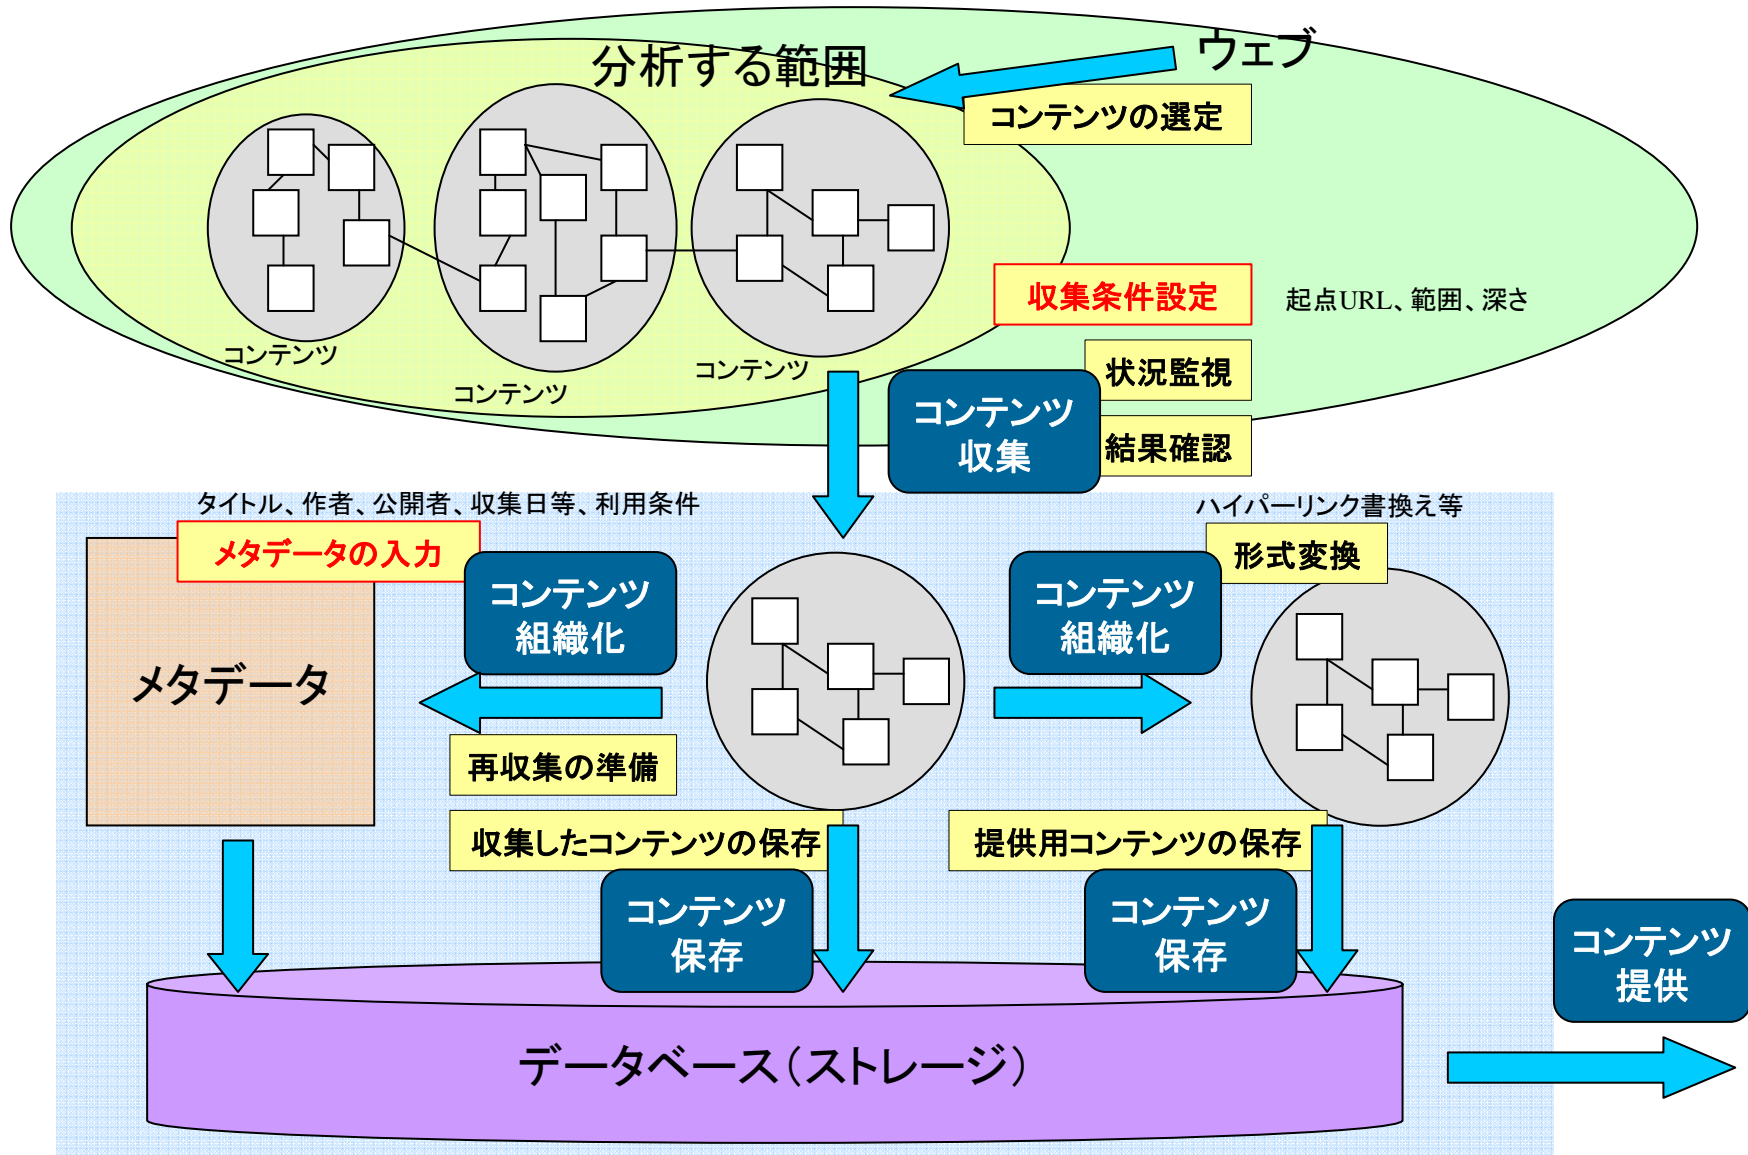 分析する範囲
ウェブ
コンテンツの選定
収集条件設定
起点URL、範囲、深さ
コンテンツ
コンテンツ
コンテンツ
状況監視
コンテンツ
収集
結果確認
タイトル、作者、公開者、収集日等、利用条件
ハイパーリンク書換え等
メタデータの入力
形式変換
コンテンツ
組織化
コンテンツ
組織化
メタデータ
再収集の準備
収集したコンテンツの保存
提供用コンテンツの保存
コンテンツ
保存
コンテンツ
保存
コンテンツ
提供
データベース（ストレージ）